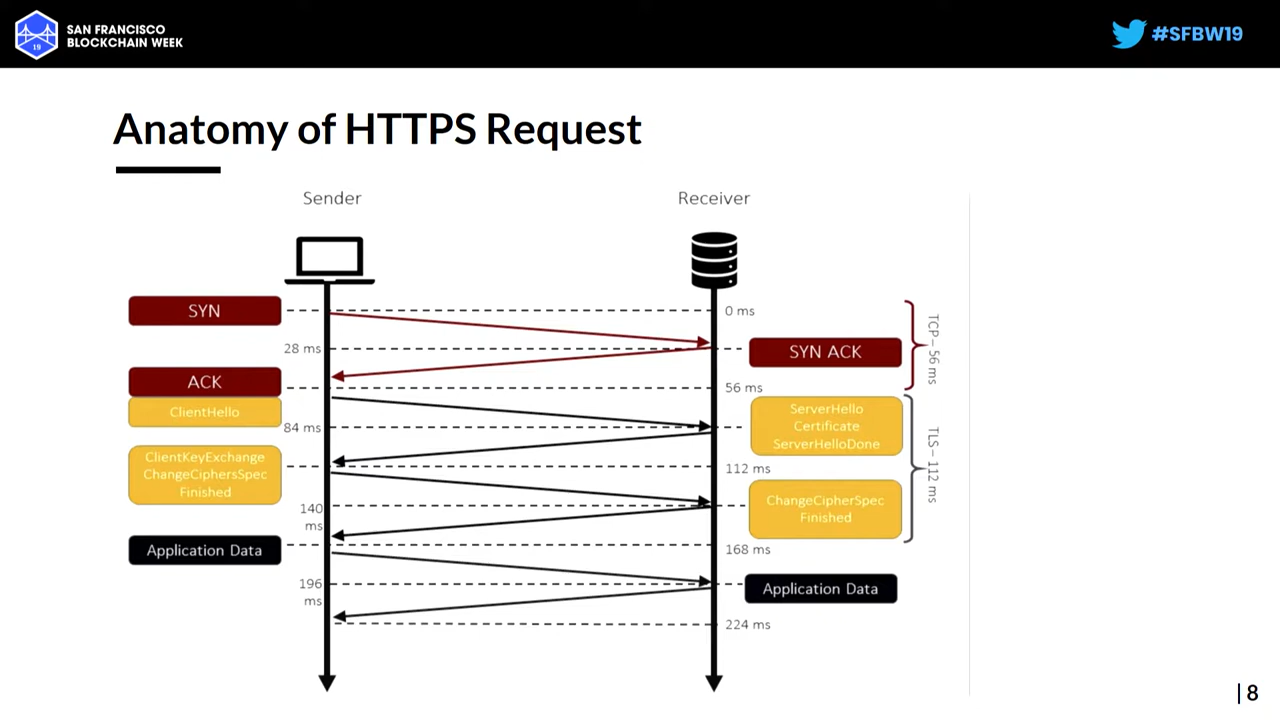 SAN FRANCISCO
BLOCKCHAIN WEEK
19
#SFBW19
Anatomy of HTTPS Request
Sender
Receiver
SYN
0 ms
28 ms
SYN ACK
TCP – 56 ms
ACK
56 ms
ClientHello
84 ms
ServerHello
Certificate
ServerHelloDone
ClientKeyExchange
ChangeCiphersSpec
Finished
112 ms
TLS – 112 ms
140
ms
ChangeCipherSpec
Finished
Application Data
168 ms
196
ms
Application Data
224 ms
| 8